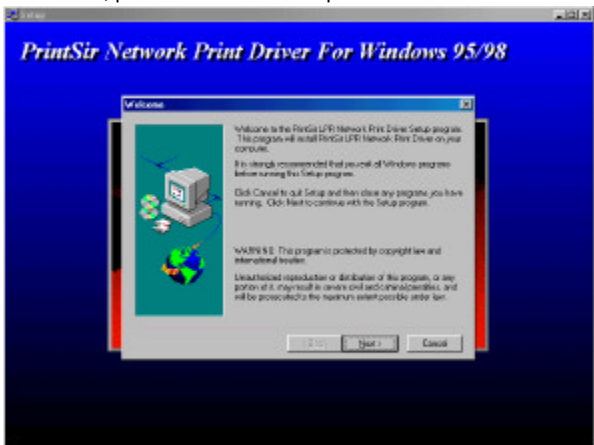 Setup
PrintSir Network Print Driver For Windows 95/98
Welcome
Welcome to the PrintSir LPR Network Print Driver Setup program.
This program will install PrintSir LPR Network Print Driver on your
computer.
It is strongly recommended that you exit all Windows programs
before running this Setup program.
Click Cancel to quit Setup and then close any programs you have
running. Click Next to continue with the Setup program.
WARNING: This program is protected by copyright law and
international treaties.
Unauthorized reproduction or distribution of this program, or any
portion of it, may result in severe civil and criminal penalties, and
will be prosecuted to the maximum extent possible under law.
< Back
Next >
Cancel